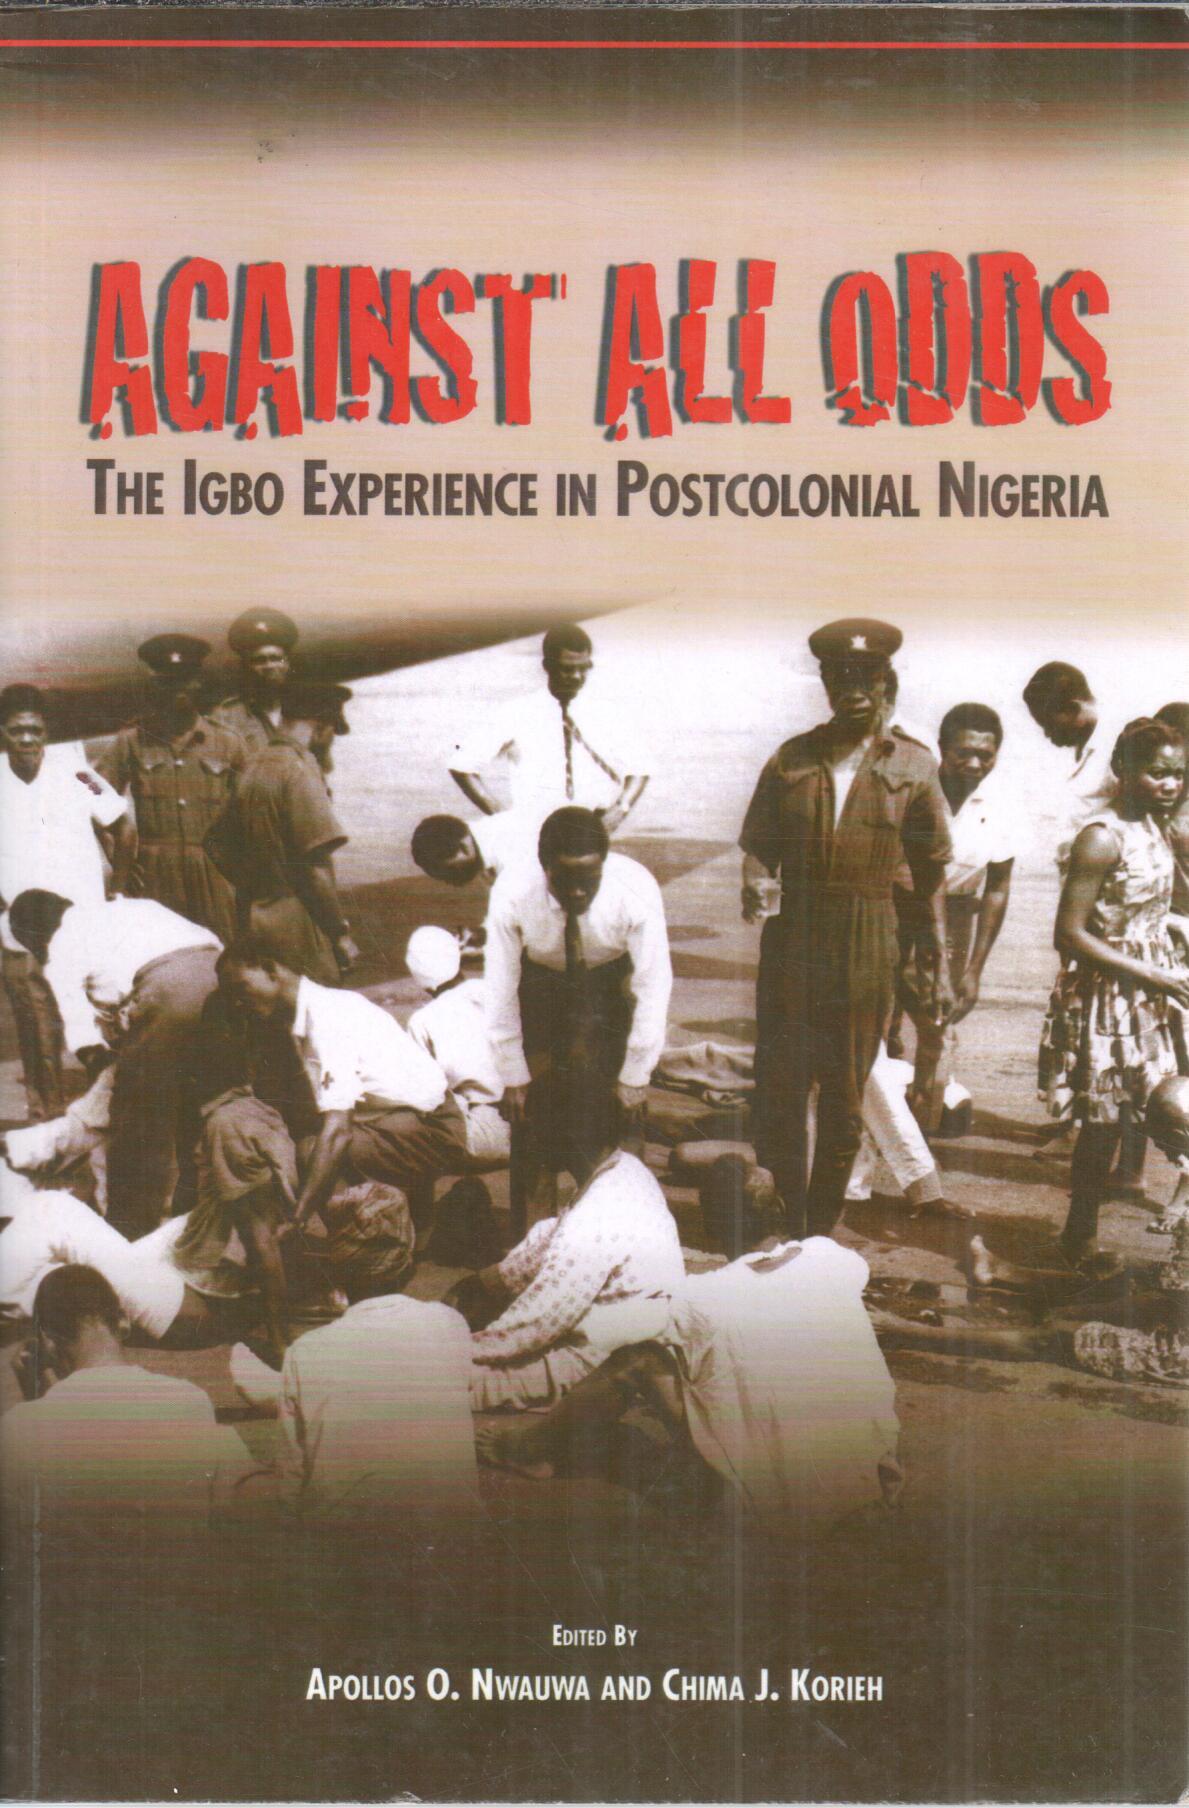 AGAINST ALL ODDS
THE IGBO EXPERIENCE IN POSTCOLONIAL NIGERIA
EDITED BY
APOLLOS O. NWAUWA AND CHIMA J. KORIEH